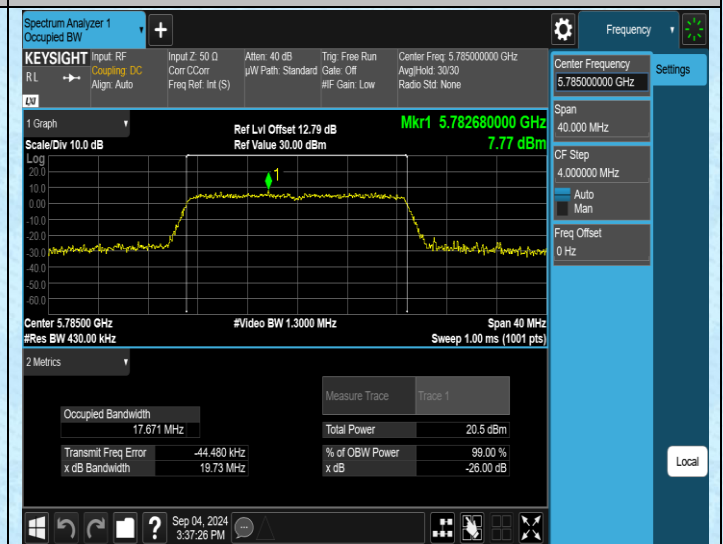 Spectrum Analyzer 1
Occupied BW
Frequency
KEYSIGHT
R L
Input: RF
Coupling: DC
Align: Auto
Input Z: 50 Ω
Corr CCorr
Freq Ref: Int (S)
Atten: 40 dB
µW Path: Standard
Trig: Free Run
Gate: Off
#IF Gain: Low
Center Freq: 5.785000000 GHz
Avg|Hold: 30/30
Radio Std: None
LXI
Center Frequency
5.785000000 GHz
Settings
Span
40.000 MHz
CF Step
4.000000 MHz
Auto
Man
Freq Offset
0 Hz
1 Graph
Scale/Div 10.0 dB
Ref Lvl Offset 12.79 dB
Ref Value 30.00 dBm
Mkr1 5.782680000 GHz
7.77 dBm
Log
20.0
10.0
0.00
-10.0
-20.0
-30.0
-40.0
-50.0
-60.0
1
Center 5.78500 GHz
#Res BW 430.00 kHz
#Video BW 1.3000 MHz
Span 40 MHz
Sweep 1.00 ms (1001 pts)
2 Metrics
Measure Trace
Trace 1
Occupied Bandwidth
17.671 MHz
Total Power
20.5 dBm
Transmit Freq Error
-44.480 kHz
% of OBW Power
99.00 %
x dB Bandwidth
19.73 MHz
x dB
-26.00 dB
Local
?
Sep 04, 2024
3:37:26 PM